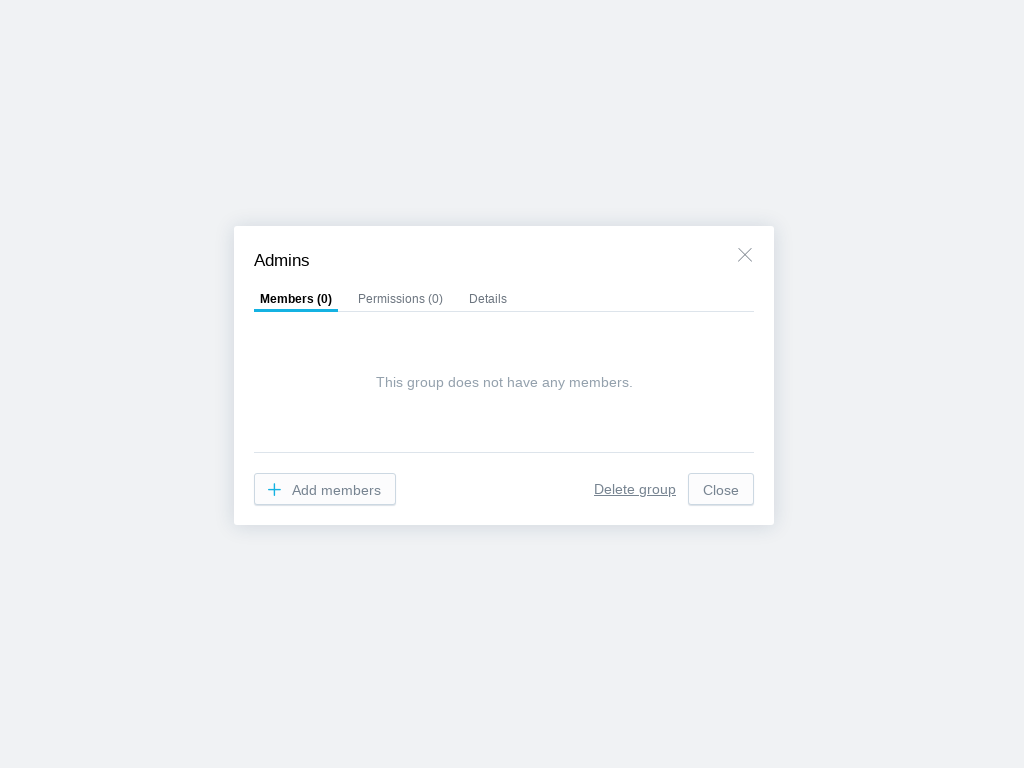 Admins
Members (0) Permissions (0) Details
This group does not have any members.
Add members Delete group Close